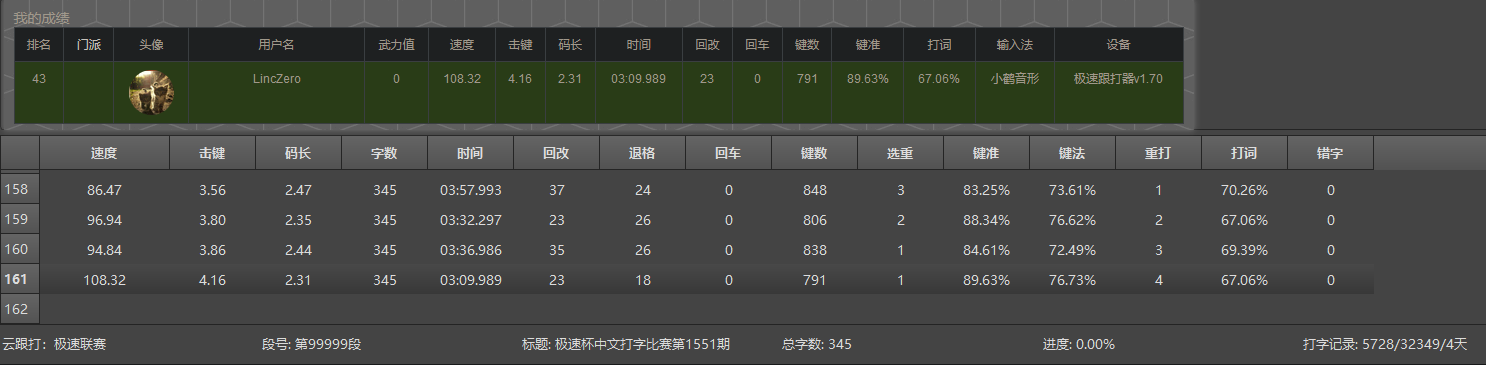 我的成绩
排名 门派 头像 用户名 武力值 速度 击键 码长 时间 回改 回车 键数 键准 打词 输入法 设备
43 LincZero 0 108.32 4.16 2.31 03:09.989 23 0 791 89.63% 67.06% 小鹤音形 极速跟打器v1.70
速度 击键 码长 字数 时间 回改 退格 回车 键数 选重 键准 键法 重打 打词 错字
158 86.47 3.56 2.47 345 03:57.993 37 24 0 848 3 83.25% 73.61% 1 70.26% 0
159 96.94 3.80 2.35 345 03:32.297 23 26 0 806 2 88.34% 76.62% 2 67.06% 0
160 94.84 3.86 2.44 345 03:36.986 35 26 0 838 1 84.61% 72.49% 3 69.39% 0
161 108.32 4.16 2.31 345 03:09.989 23 18 0 791 1 89.63% 76.73% 4 67.06% 0
162
云跟打: 极速联赛 段号: 第99999段 标题: 极速杯中文打字比赛第1551期 总字数: 345 进度: 0.00% 打字记录: 5728/32349/4天